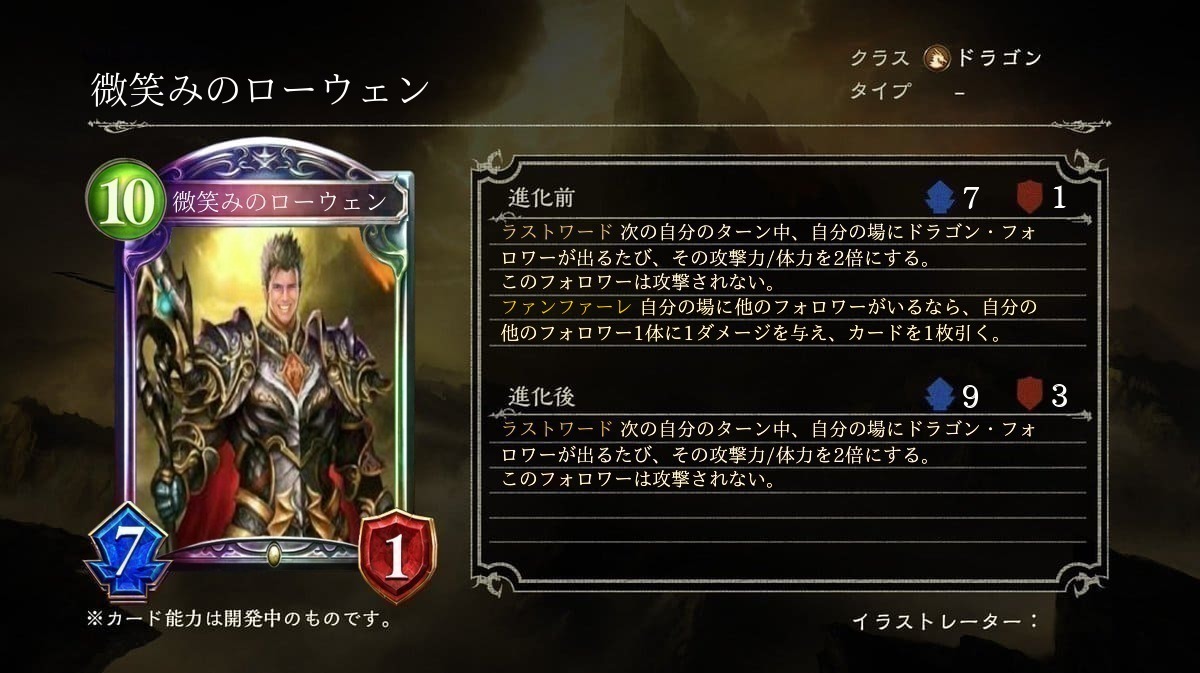 微笑みのローウェン
クラス ドラゴン
タイプ －
10
微笑みのローウェン
7
1
※カード能力は開発中のものです。
進化前 7 1
ラストワード 次の自分のターン中、自分の場にドラゴン・フォ
ロワーが出るたび、その攻撃力/体力を2倍にする。
このフォロワーは攻撃されない。
ファンファーレ 自分の場に他のフォロワーがいるなら、自分の
他のフォロワー1体に1ダメージを与え、カードを1枚引く。
進化後 9 3
ラストワード 次の自分のターン中、自分の場にドラゴン・フォ
ロワーが出るたび、その攻撃力/体力を2倍にする。
このフォロワーは攻撃されない。
イラストレーター：